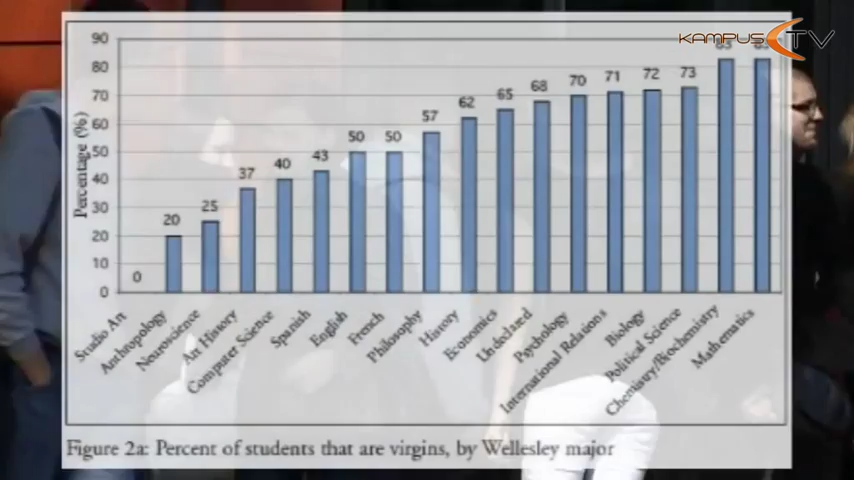 KAMPUS TV
90
80
70
60
50
40
30
20
10
0
Percentage (%)
0
20
25
37
40
43
50
50
57
62
65
68
70
71
72
73
83
Studio Art
Anthropology
Neuroscience
Art History
Computer Science
Spanish
English
French
Philosophy
History
Economics
Undeclared
Psychology
International Relations
Biology
Political Science
Chemistry/Biochemistry
Mathematics
Figure 2a: Percent of students that are virgins, by Wellesley major